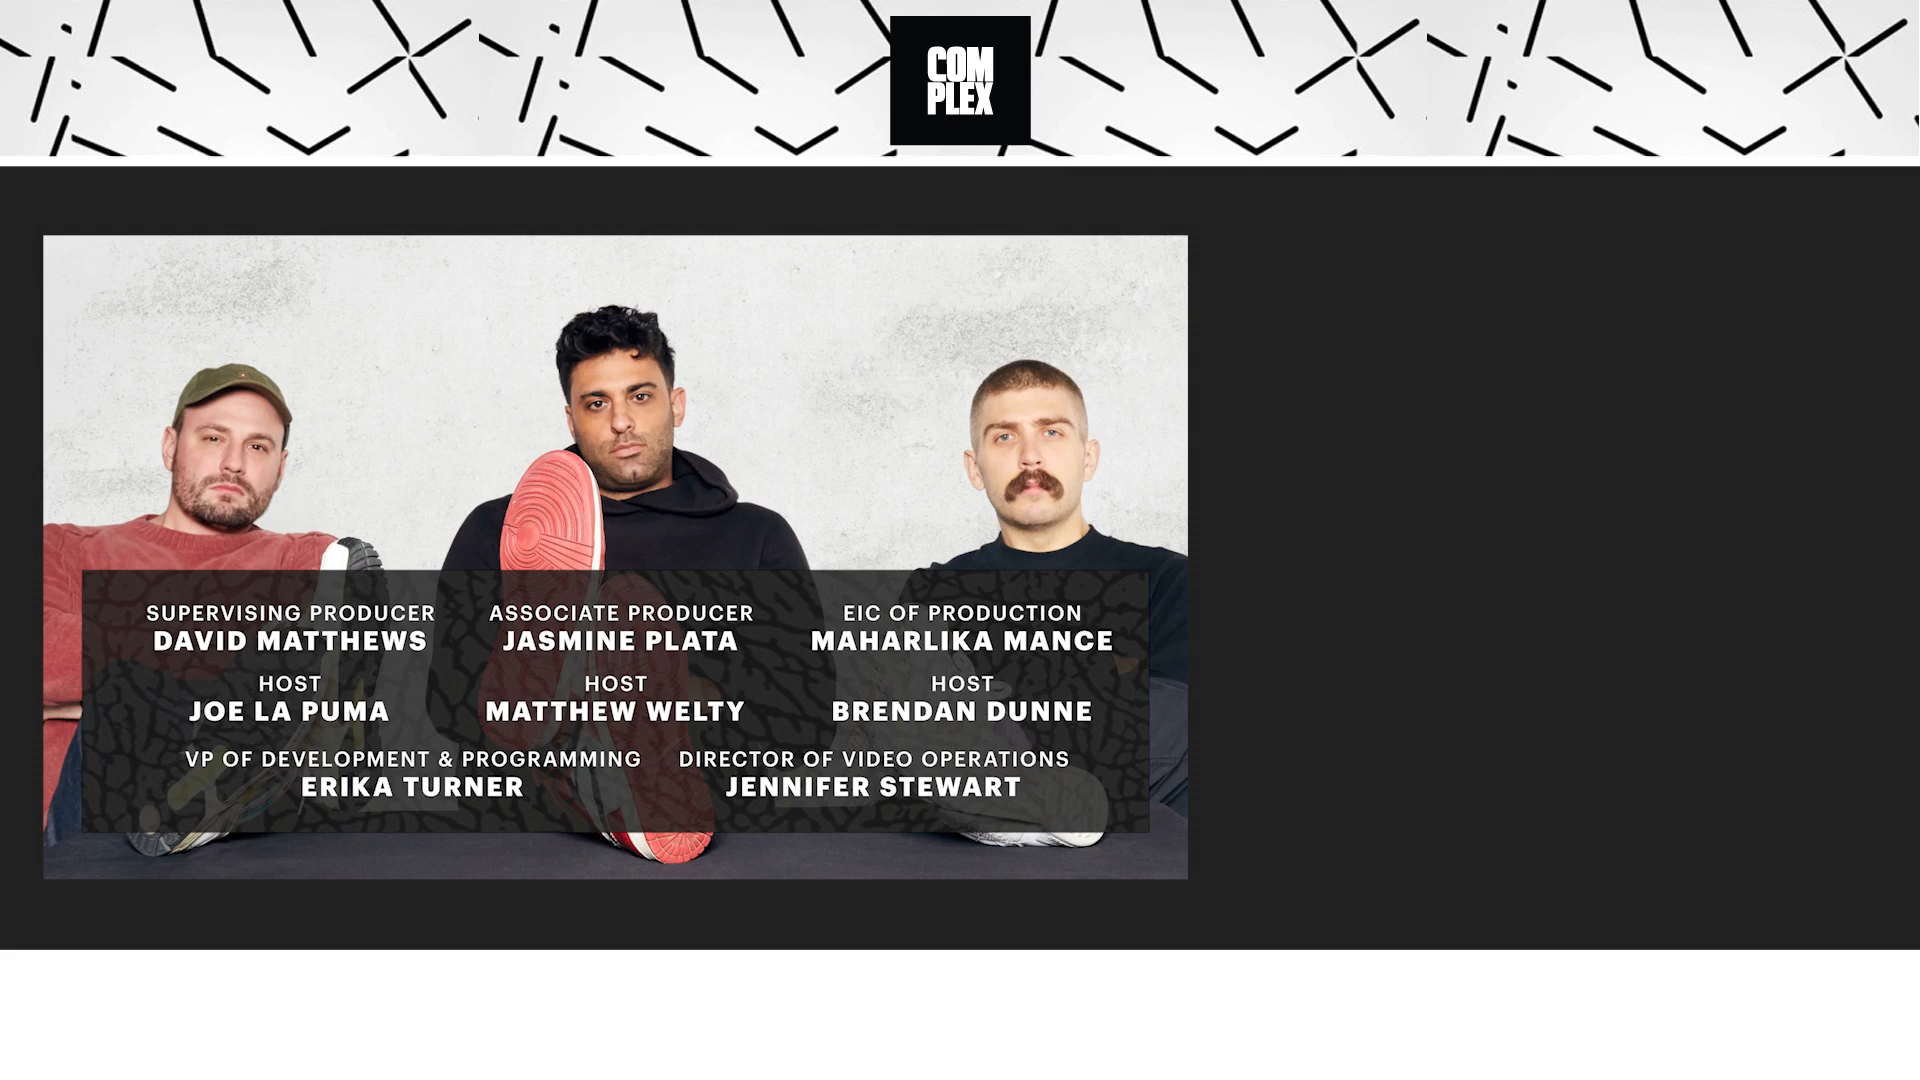 COM
PLEX
SUPERVISING PRODUCER
DAVID MATTHEWS
ASSOCIATE PRODUCER
JASMINE PLATA
EIC OF PRODUCTION
MAHARLIKA MANCE
HOST
JOE LA PUMA
HOST
MATTHEW WELTY
HOST
BRENDAN DUNNE
VP OF DEVELOPMENT & PROGRAMMING
ERIKA TURNER
DIRECTOR OF VIDEO OPERATIONS
JENNIFER STEWART